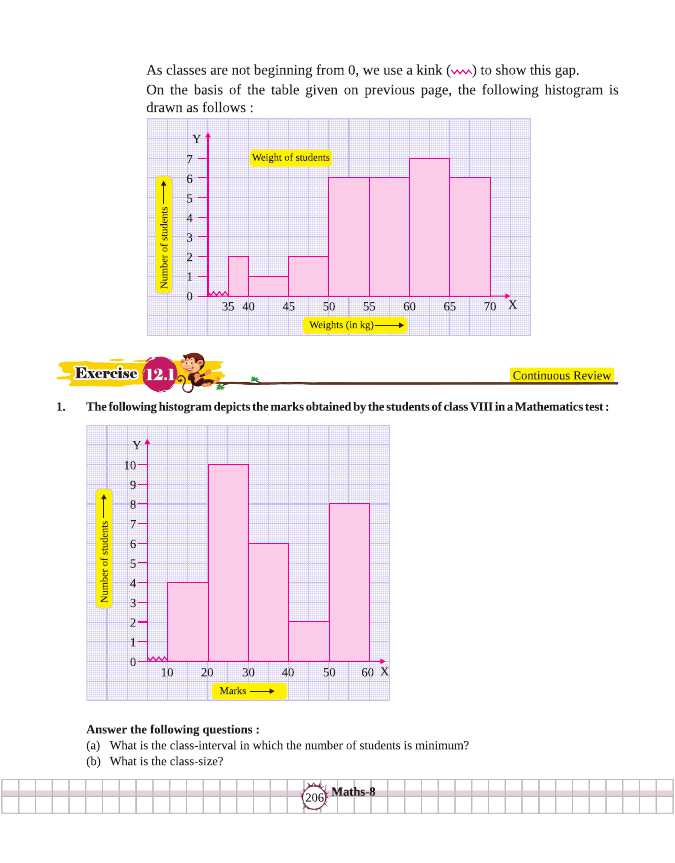 As classes are not beginning from 0, we use a kink ( ) to show this gap.
On the basis of the table given on previous page, the following histogram is
drawn as follows :
Y
Weight of students
7
6
5
4
3
2
1
0
Number of students
35 40 45 50 55 60 65 70 X
Weights (in kg)
Exercise 12.1
Continuous Review
1. The following histogram depicts the marks obtained by the students of class VIII in a Mathematics test :
Y
10
9
8
7
6
5
4
3
2
1
0
Number of students
10 20 30 40 50 60 X
Marks
Answer the following questions :
(a) What is the class-interval in which the number of students is minimum?
(b) What is the class-size?
206 Maths-8